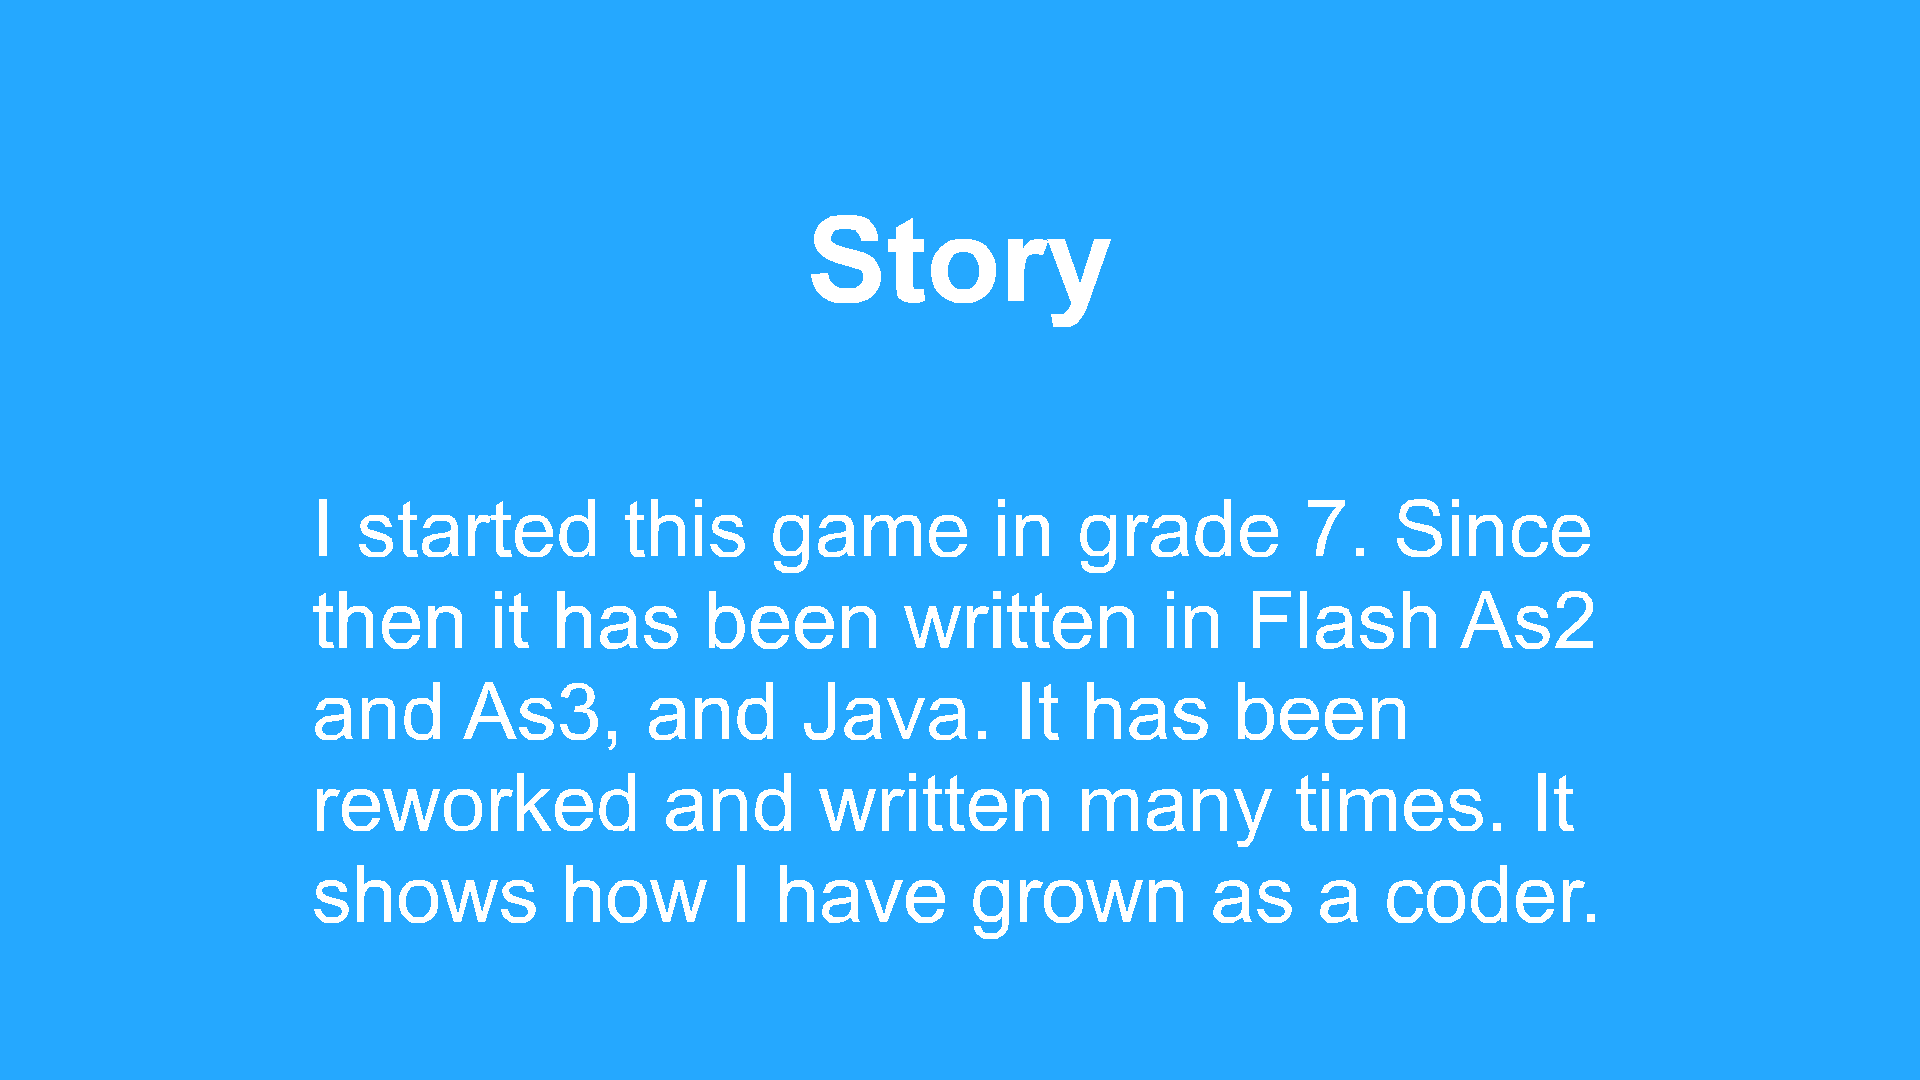 Story
I started this game in grade 7. Since
then it has been written in Flash As2
and As3, and Java. It has been
reworked and written many times. It
shows how I have grown as a coder.